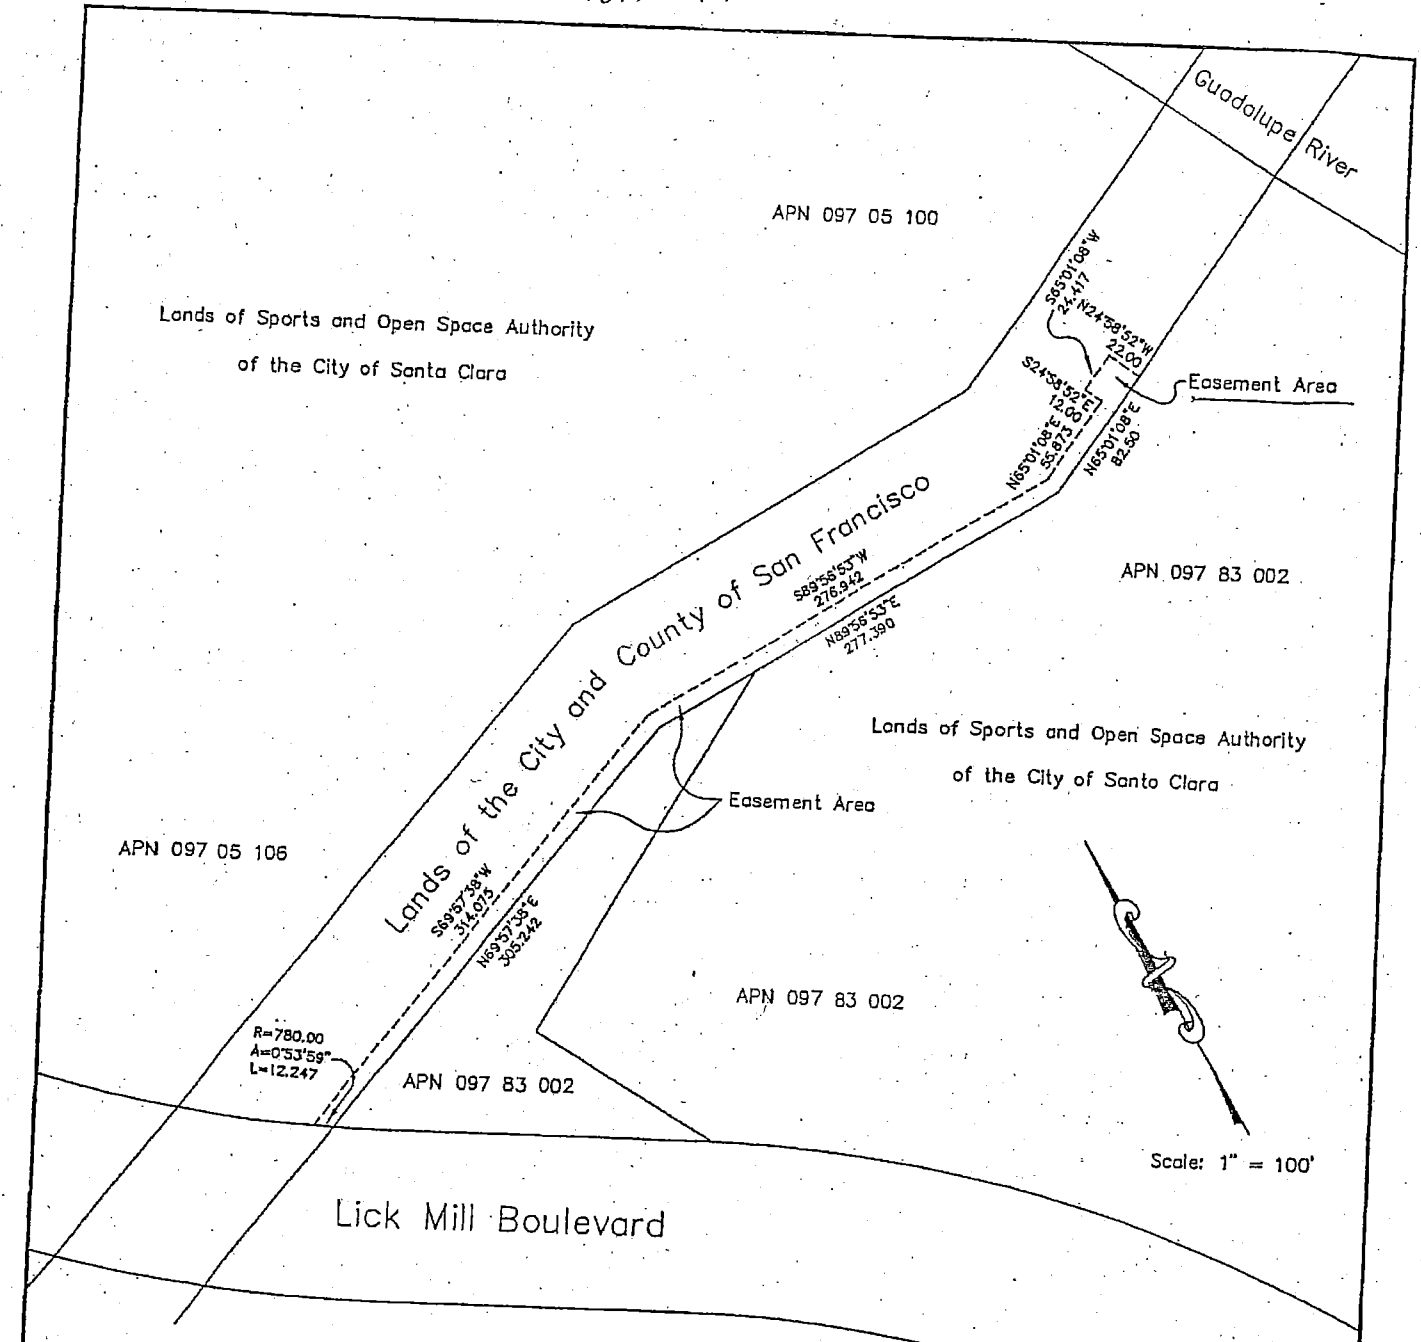 Guadalupe River
APN 097 05 100
S65°01'08"W
24.417
N24°58'52"W
22.00
Lands of Sports and Open Space Authority
of the City of Santa Clara
S24°58'52"E
12.00
Easement Area
N65°01'08"E
55.873
N65°01'08"E
82.50
Lands of the City and County of San Francisco
APN 097 83 002
S89°56'53"W
276.942
N89°56'53"E
277.390
Lands of Sports and Open Space Authority
of the City of Santa Clara
Easement Area
APN 097 05 106
S69°57'38"W
314.075
N69°57'38"E
305.242
APN 097 83 002
R=780.00
A=0°53'59"
L=12.247
APN 097 83 002
Scale: 1" = 100'
Lick Mill Boulevard